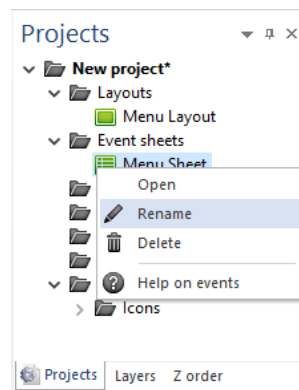 Projects
New project*
Layouts
Menu Layout
Event sheets
Menu Sheet
Open
Rename
Delete
Help on events
Icons
Projects Layers Z order